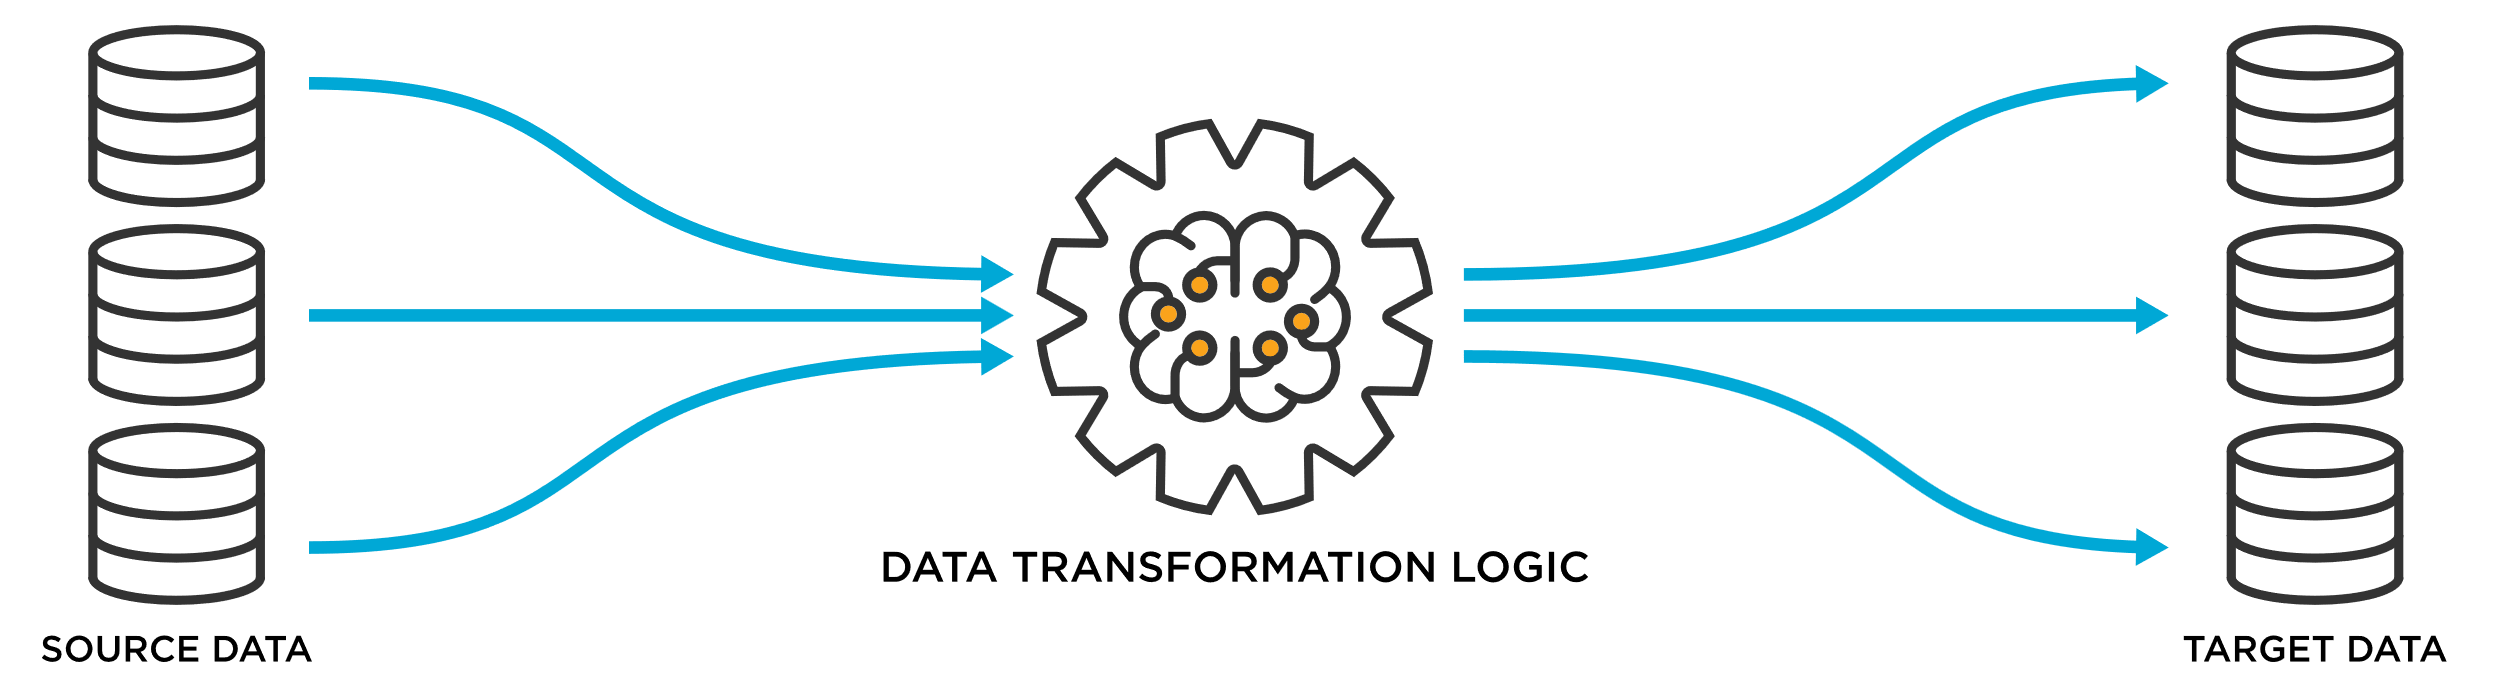 DATA TRANSFORMATION LOGIC
SOURCE DATA
TARGET DATA